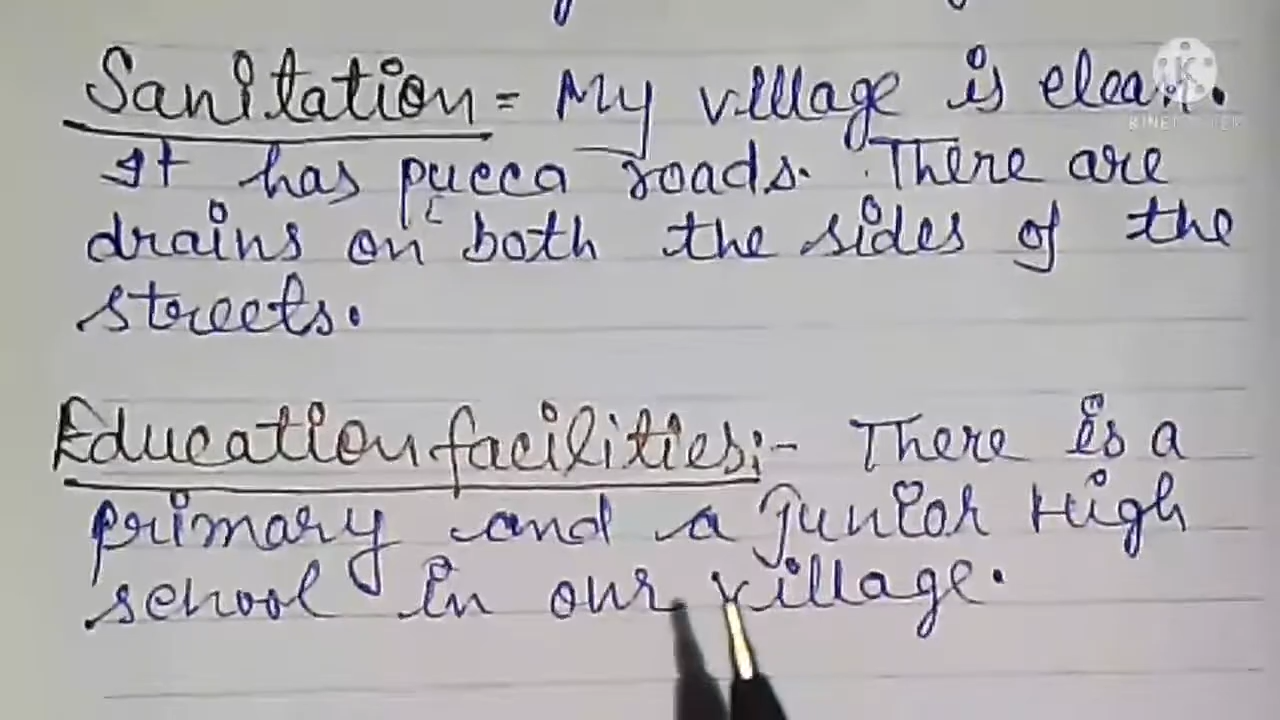 Sanitation = My village is clean.
It has pucca roads. There are
drains on both the sides of the
streets.
Education facilities:- There is a
primary and a Junior High
school in our village.